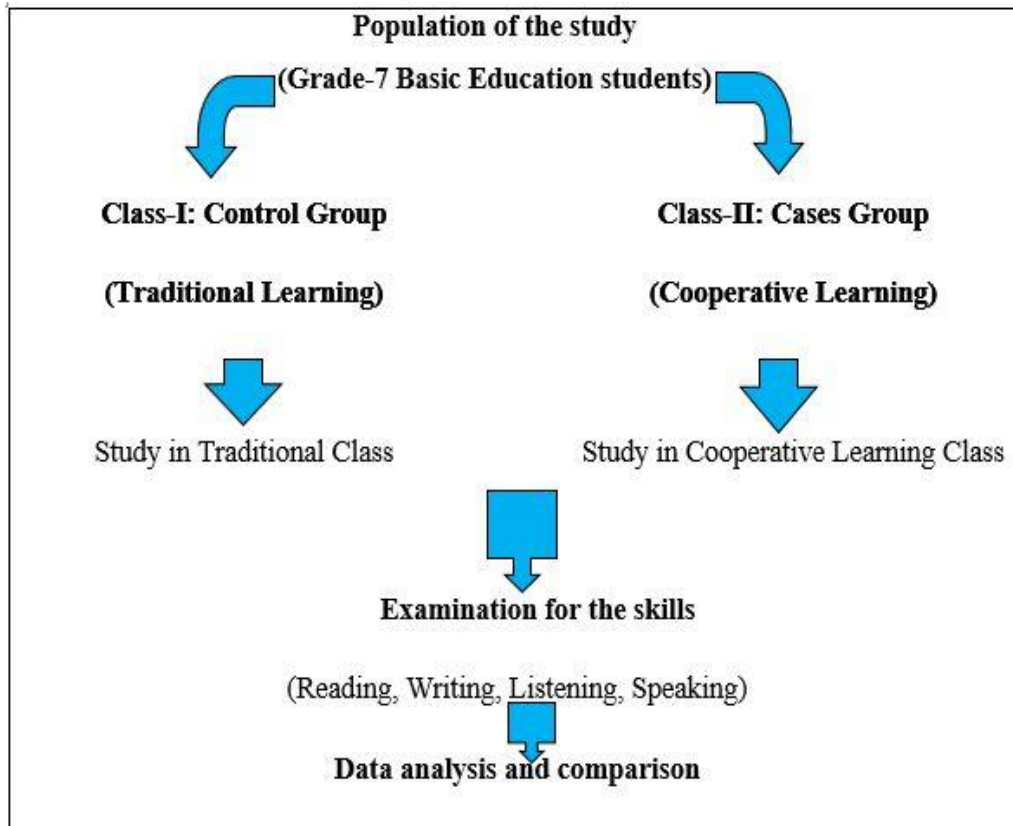 Population of the study
(Grade-7 Basic Education students)
Class-I: Control Group
Class-II: Cases Group
(Traditional Learning)
(Cooperative Learning)
Study in Traditional Class
Study in Cooperative Learning Class
Examination for the skills
(Reading, Writing, Listening, Speaking)
Data analysis and comparison